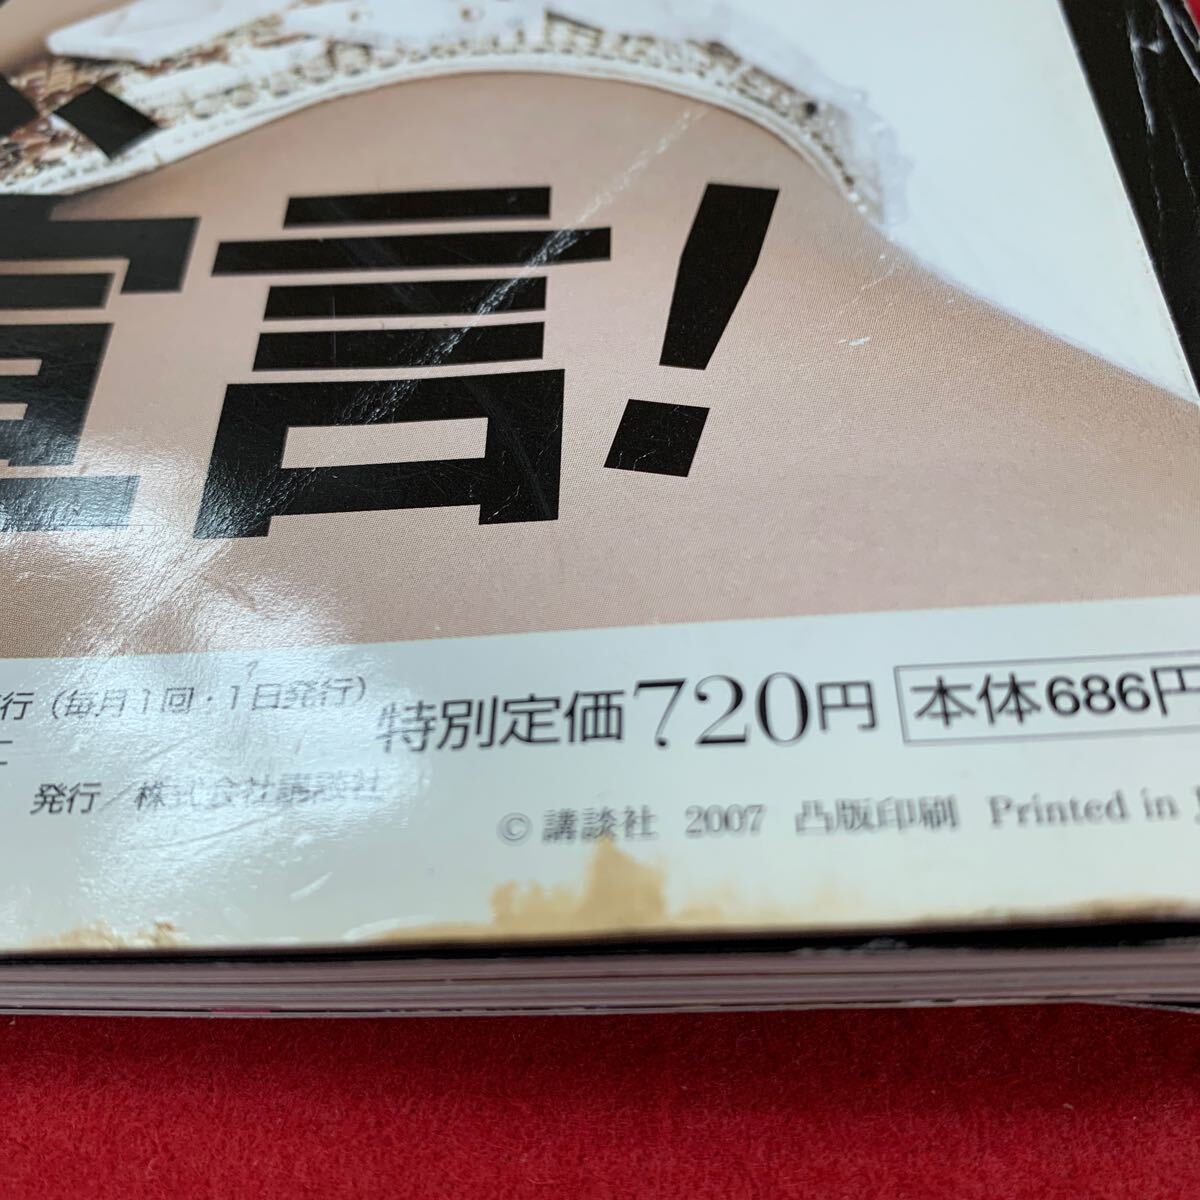 宣言!
行（毎月1回・1日発行）
発行／株式会社講談社
特別定価720円 本体686円
©講談社 2007 凸版印刷 Printed in J